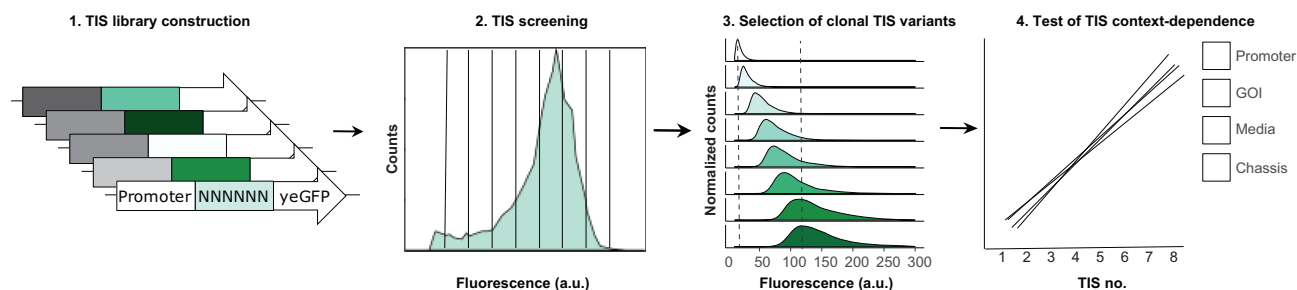 1. TIS library construction
Promoter NNNNNN yeGFP
2. TIS screening
Counts
Fluorescence (a.u.)
3. Selection of clonal TIS variants
Normalized counts
0 50 100 150 200 250 300
Fluorescence (a.u.)
4. Test of TIS context-dependence
Promoter
GOI
Media
Chassis
1 2 3 4 5 6 7 8
TIS no.